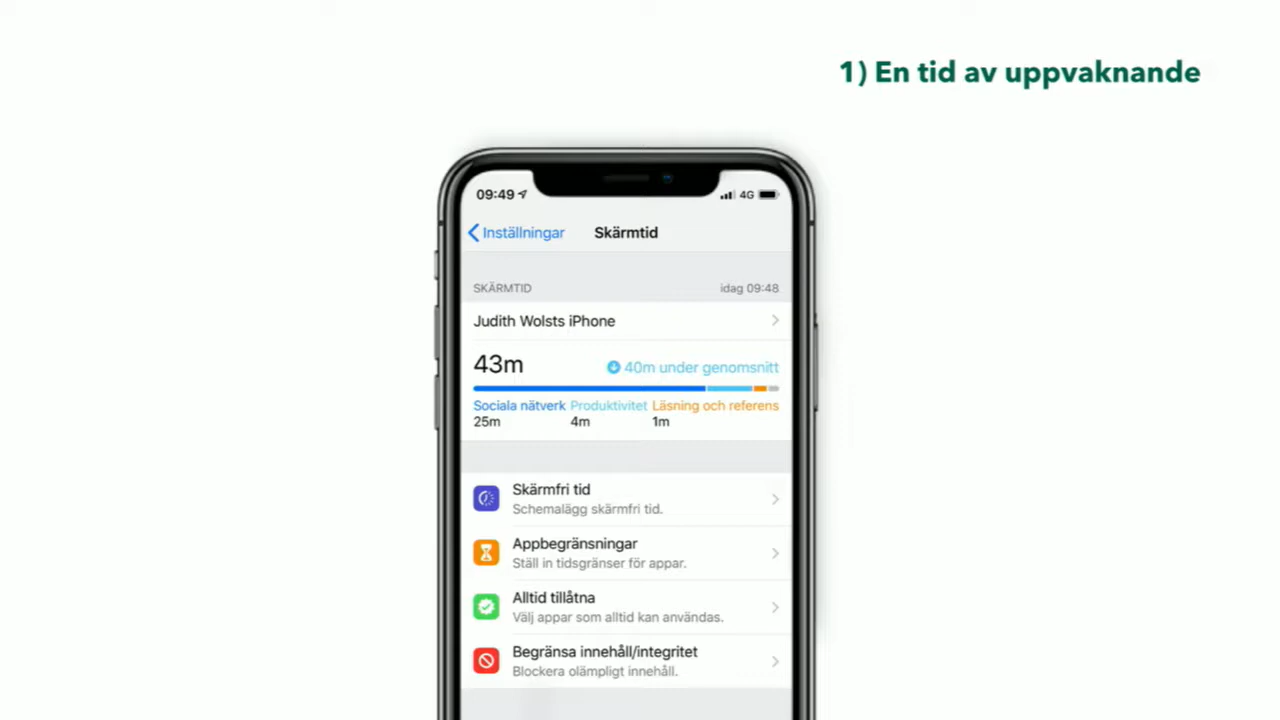 1) En tid av uppvaknande
09:49
4G
Inställningar
Skärmtid
SKÄRMTID
idag 09:48
Judith Wolsts iPhone
43m
40m under genomsnitt
Sociala nätverk Produktivitet Läsning och referens
25m 4m 1m
Skärmfri tid
Schemalägg skärmfri tid.
Appbegränsningar
Ställ in tidsgränser för appar.
Alltid tillåtna
Välj appar som alltid kan användas.
Begränsa innehåll/integritet
Blockera olämpligt innehåll.